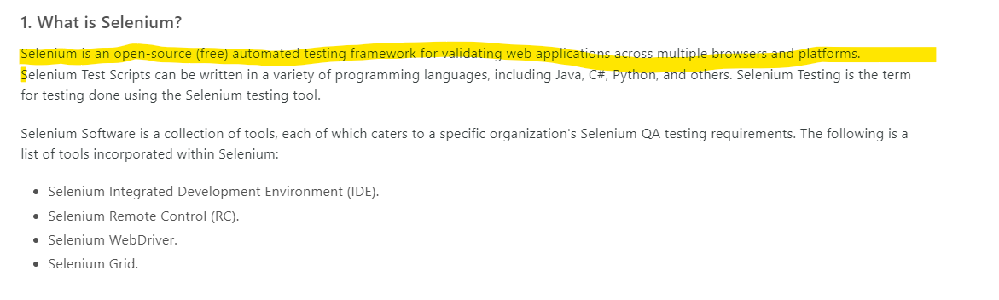 1. What is Selenium?
Selenium is an open-source (free) automated testing framework for validating web applications across multiple browsers and platforms.
Selenium Test Scripts can be written in a variety of programming languages, including Java, C#, Python, and others. Selenium Testing is the term
for testing done using the Selenium testing tool.
Selenium Software is a collection of tools, each of which caters to a specific organization's Selenium QA testing requirements. The following is a
list of tools incorporated within Selenium:
• Selenium Integrated Development Environment (IDE).
• Selenium Remote Control (RC).
• Selenium WebDriver.
• Selenium Grid.